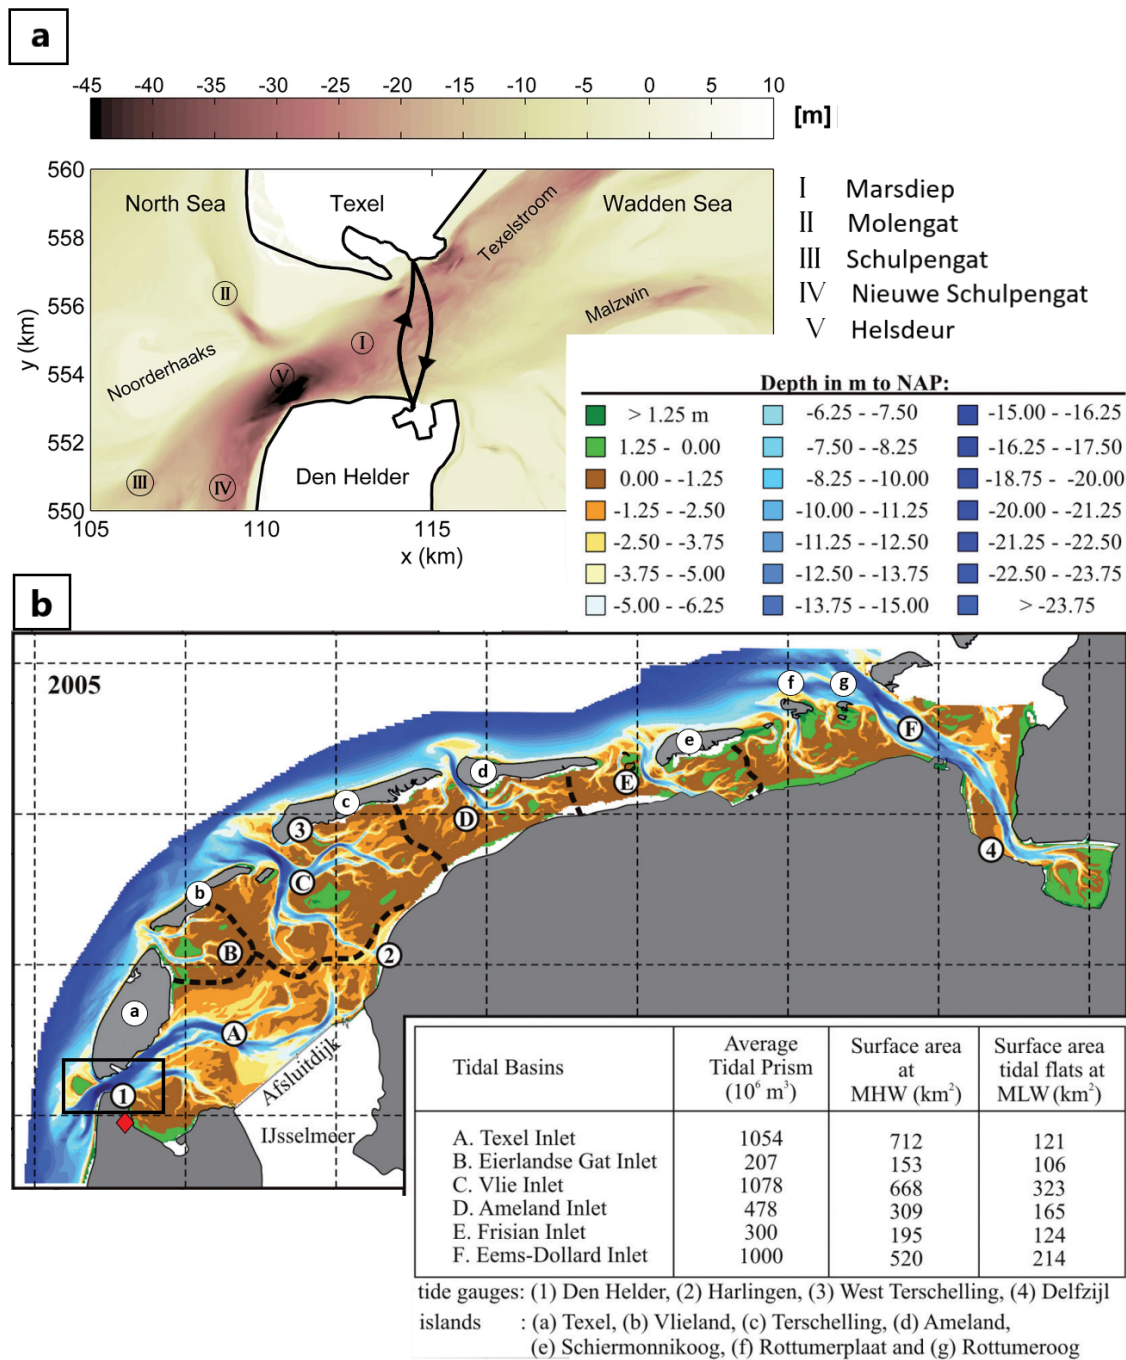 a
-45 -40 -35 -30 -25 -20 -15 -10 -5 0 5 10
[m]
560
558
556
554
552
550
y (km)
105 110 115
x (km)
North Sea
Texel
Wadden Sea
Texelstroom
Malzwin
Noorderhaaks
Den Helder
II
I
V
III
IV
I Marsdiep
II Molengat
III Schulpengat
IV Nieuwe Schulpengat
V Helsdeur
Depth in m to NAP:
> 1.25 m -6.25 - -7.50 -15.00 - -16.25
1.25 - 0.00 -7.50 - -8.25 -16.25 - -17.50
0.00 - -1.25 -8.25 - -10.00 -18.75 - -20.00
-1.25 - -2.50 -10.00 - -11.25 -20.00 - -21.25
-2.50 - -3.75 -11.25 - -12.50 -21.25 - -22.50
-3.75 - -5.00 -12.50 - -13.75 -22.50 - -23.75
-5.00 - -6.25 -13.75 - -15.00 > -23.75
b
2005
f
g
F
e
E
d
D
c
3
C
4
b
B
2
a
A
1
Afsluitdijk
IJsselmeer
Tidal Basins Average Tidal Prism (10⁶ m³) Surface area at MHW (km²) Surface area tidal flats at MLW (km²)
A. Texel Inlet 1054 712 121
B. Eierlandse Gat Inlet 207 153 106
C. Vlie Inlet 1078 668 323
D. Ameland Inlet 478 309 165
E. Frisian Inlet 300 195 124
F. Eems-Dollard Inlet 1000 520 214
tide gauges: (1) Den Helder, (2) Harlingen, (3) West Terschelling, (4) Delfzijl
islands : (a) Texel, (b) Vlieland, (c) Terschelling, (d) Ameland,
(e) Schiermonnikoog, (f) Rottumerplaat and (g) Rottumeroog